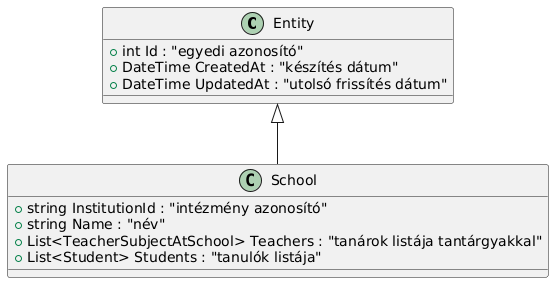 C Entity
+ int Id : "egyedi azonosító"
+ DateTime CreatedAt : "készítés dátum"
+ DateTime UpdatedAt : "utolsó frissítés dátum"
C School
+ string InstitutionId : "intézmény azonosító"
+ string Name : "név"
+ List<TeacherSubjectAtSchool> Teachers : "tanárok listája tantárgyakkal"
+ List<Student> Students : "tanulók listája"